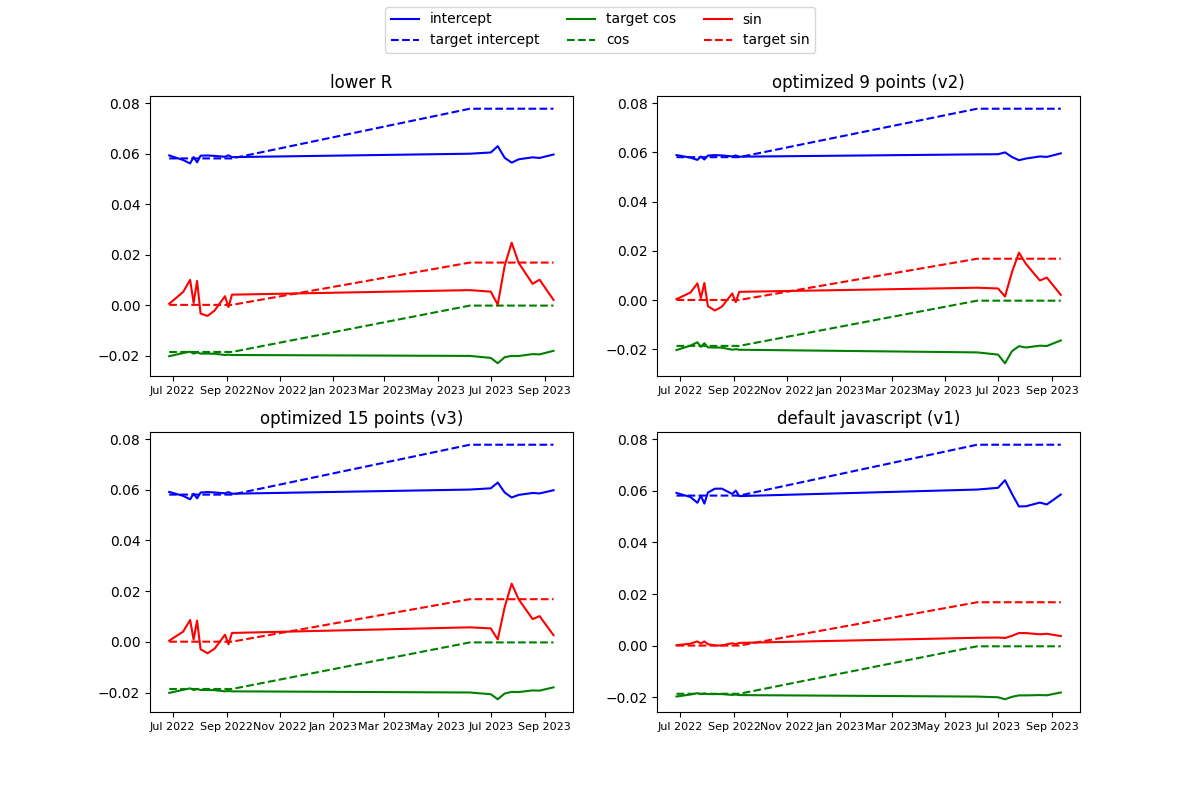 intercept target cos sin
target intercept cos target sin
lower R
0.08
0.06
0.04
0.02
0.00
−0.02
Jul 2022 Sep 2022 Nov 2022 Jan 2023 Mar 2023 May 2023 Jul 2023 Sep 2023
optimized 9 points (v2)
0.08
0.06
0.04
0.02
0.00
−0.02
Jul 2022 Sep 2022 Nov 2022 Jan 2023 Mar 2023 May 2023 Jul 2023 Sep 2023
optimized 15 points (v3)
0.08
0.06
0.04
0.02
0.00
−0.02
Jul 2022 Sep 2022 Nov 2022 Jan 2023 Mar 2023 May 2023 Jul 2023 Sep 2023
default javascript (v1)
0.08
0.06
0.04
0.02
0.00
−0.02
Jul 2022 Sep 2022 Nov 2022 Jan 2023 Mar 2023 May 2023 Jul 2023 Sep 2023